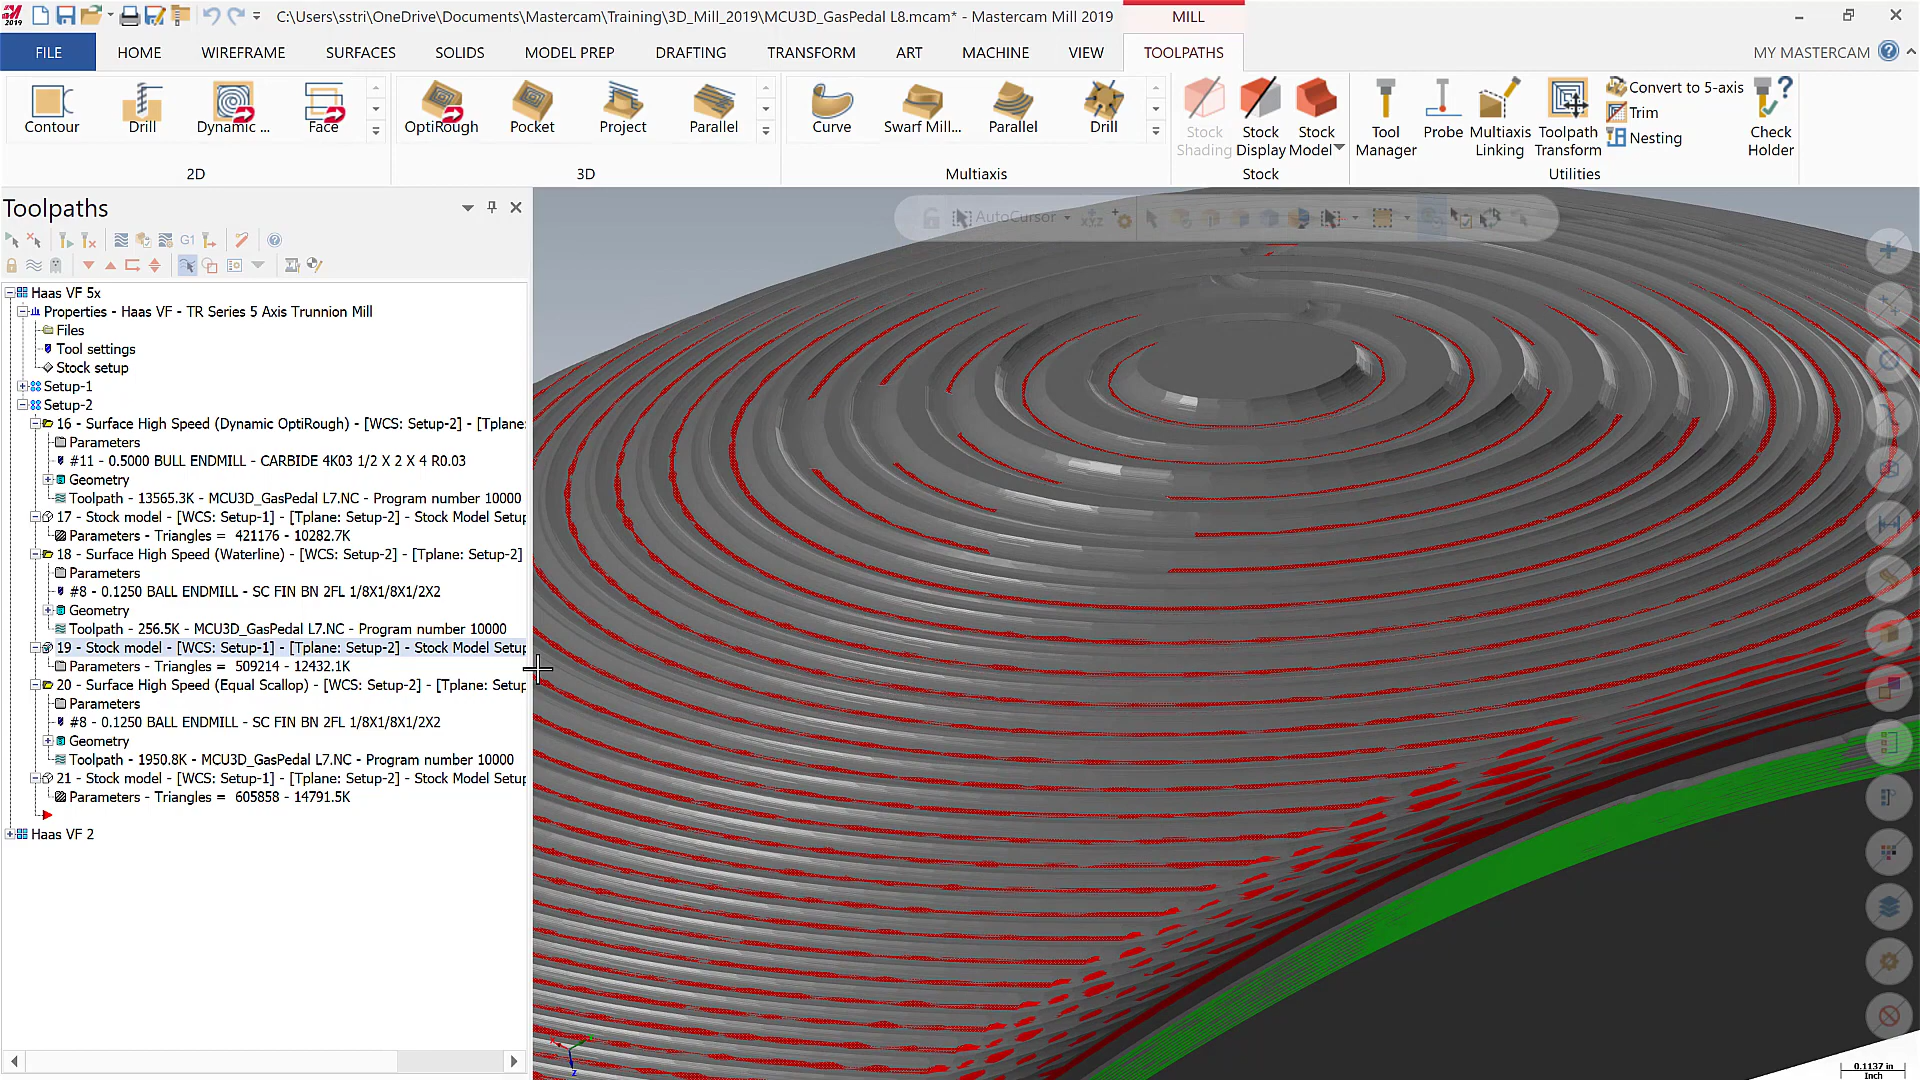 2019
C:\Users\sstri\OneDrive\Documents\Mastercam\Training\3D_Mill_2019\MCU3D_GasPedal L8.mcam* - Mastercam Mill 2019
MILL
FILE
HOME
WIREFRAME
SURFACES
SOLIDS
MODEL PREP
DRAFTING
TRANSFORM
ART
MACHINE
VIEW
TOOLPATHS
MY MASTERCAM
Contour
Drill
Dynamic ...
Face
2D
OptiRough
Pocket
Project
Parallel
3D
Curve
Swarf Mill...
Parallel
Drill
Multiaxis
Stock Shading
Stock Display
Stock Model
Stock
Tool Manager
Probe
Multiaxis Linking
Toolpath Transform
Convert to 5-axis
Trim
Nesting
Check Holder
Utilities
Toolpaths
G1
AutoCursor
XYZ
Haas VF 5x
Properties - Haas VF - TR Series 5 Axis Trunnion Mill
Files
Tool settings
Stock setup
Setup-1
Setup-2
16 - Surface High Speed (Dynamic OptiRough) - [WCS: Setup-2] - [Tplane:
Parameters
#11 - 0.5000 BULL ENDMILL - CARBIDE 4K03 1/2 X 2 X 4 R0.03
Geometry
Toolpath - 13565.3K - MCU3D_GasPedal L7.NC - Program number 10000
17 - Stock model - [WCS: Setup-1] - [Tplane: Setup-2] - Stock Model Setup
Parameters - Triangles = 421176 - 10282.7K
18 - Surface High Speed (Waterline) - [WCS: Setup-2] - [Tplane: Setup-2]
Parameters
#8 - 0.1250 BALL ENDMILL - SC FIN BN 2FL 1/8X1/8X1/2X2
Geometry
Toolpath - 256.5K - MCU3D_GasPedal L7.NC - Program number 10000
19 - Stock model - [WCS: Setup-1] - [Tplane: Setup-2] - Stock Model Setup
Parameters - Triangles = 509214 - 12432.1K
20 - Surface High Speed (Equal Scallop) - [WCS: Setup-2] - [Tplane: Setup
Parameters
#8 - 0.1250 BALL ENDMILL - SC FIN BN 2FL 1/8X1/8X1/2X2
Geometry
Toolpath - 1950.8K - MCU3D_GasPedal L7.NC - Program number 10000
21 - Stock model - [WCS: Setup-1] - [Tplane: Setup-2] - Stock Model Setup
Parameters - Triangles = 605858 - 14791.5K
Haas VF 2
Z
0.1137 in
Inch